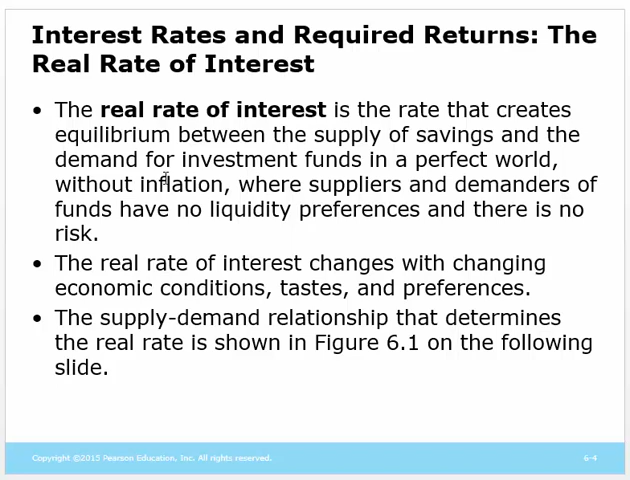 Interest Rates and Required Returns: The
Real Rate of Interest
• The real rate of interest is the rate that creates
equilibrium between the supply of savings and the
demand for investment funds in a perfect world,
without inflation, where suppliers and demanders of
funds have no liquidity preferences and there is no
risk.
• The real rate of interest changes with changing
economic conditions, tastes, and preferences.
• The supply-demand relationship that determines
the real rate is shown in Figure 6.1 on the following
slide.
Copyright ©2015 Pearson Education, Inc. All rights reserved.
6-4